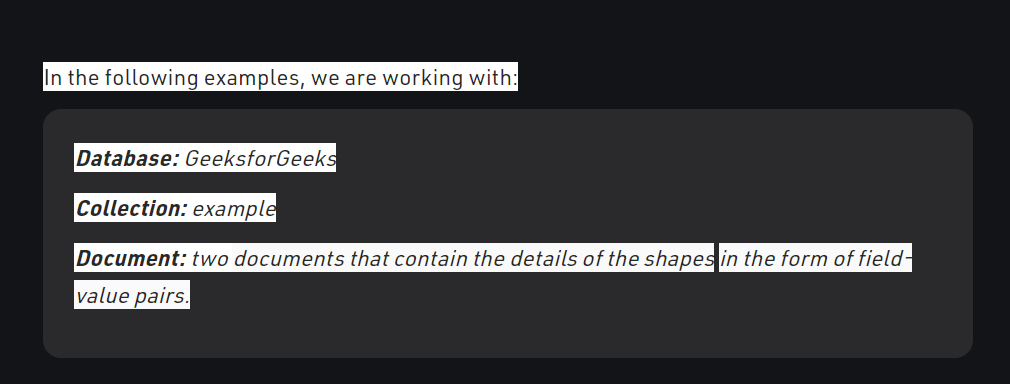 In the following examples, we are working with:
Database: GeeksforGeeks
Collection: example
Document: two documents that contain the details of the shapes in the form of field-
value pairs.